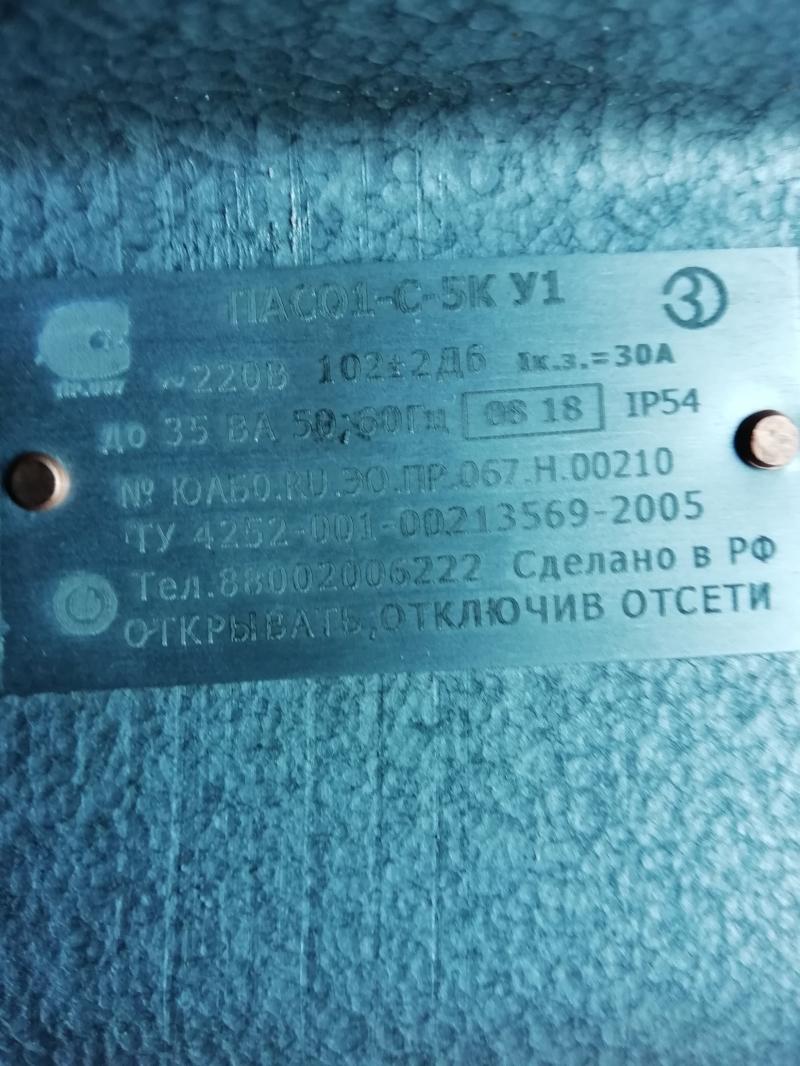 ПАСО1-С-5К У1
~220В 102±2Дб Iк.з.=30А
до 35 ВА 50;60Гц 08 18 IP54
№ ЮАБ0.RU.ЭО.ПР.067.Н.00210
ТУ 4252-001-00213569-2005
Тел.88002006222 Сделано в РФ
ОТКРЫВАТЬ,ОТКЛЮЧИВ ОТСЕТИ